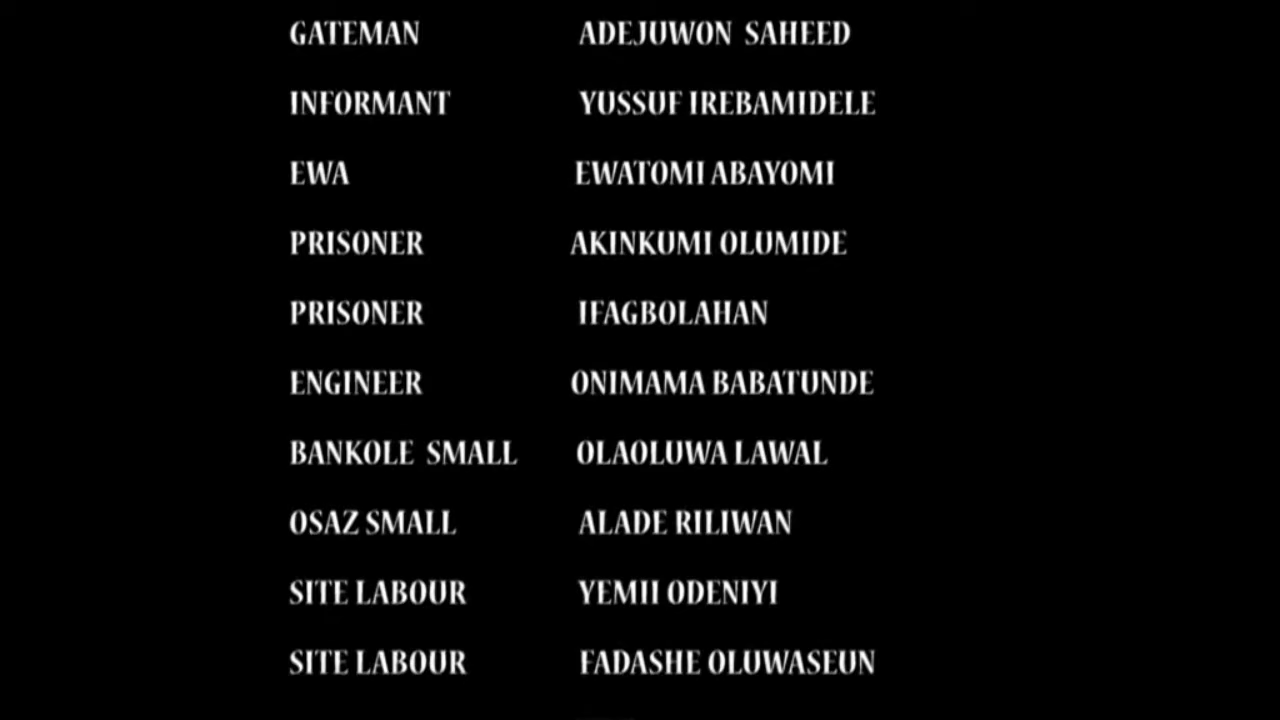 GATEMAN ADEJUWON SAHEED
INFORMANT YUSSUF IREBAMIDELE
EWA EWATOMI ABAYOMI
PRISONER AKINKUMI OLUMIDE
PRISONER IFAGBOLAHAN
ENGINEER ONIMAMA BABATUNDE
BANKOLE SMALL OLAOLUWA LAWAL
OSAZ SMALL ALADE RILIWAN
SITE LABOUR YEMII ODENIYI
SITE LABOUR FADASHE OLUWASEUN